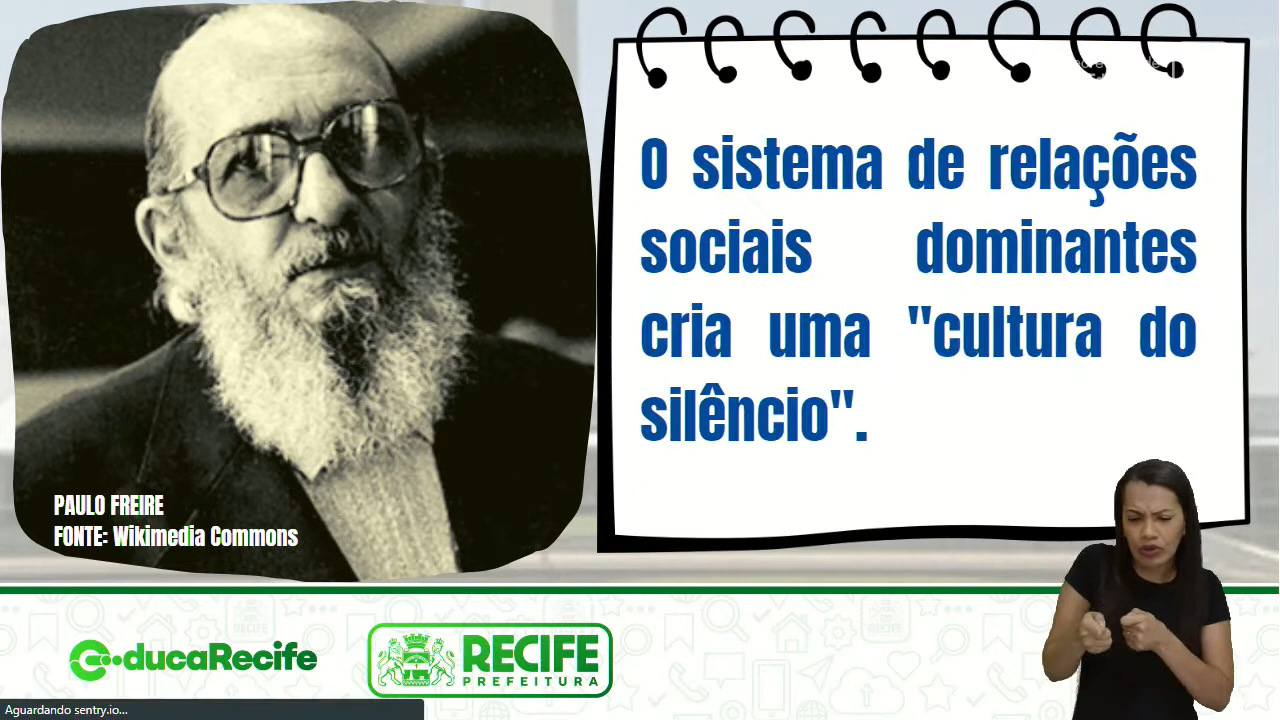 O sistema de relações
sociais dominantes
cria uma "cultura do
silêncio".
PAULO FREIRE
FONTE: Wikimedia Commons
EducaRecife
RECIFE
PREFEITURA
Aguardando sentry.io...